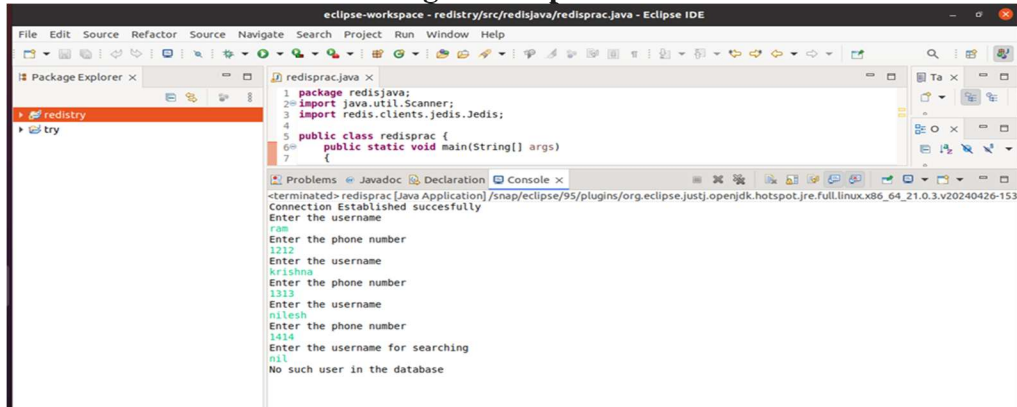 eclipse-workspace - redistry/src/redisjava/redisprac.java - Eclipse IDE
File Edit Source Refactor Source Navigate Search Project Run Window Help
Package Explorer
redistry
try
redisprac.java
1 package redisjava;
2 import java.util.Scanner;
3 import redis.clients.jedis.Jedis;
4
5 public class redisprac {
6 public static void main(String[] args)
7 {
Ta
O
Problems Javadoc Declaration Console
<terminated> redisprac [Java Application] /snap/eclipse/95/plugins/org.eclipse.justj.openjdk.hotspot.jre.full.linux.x86_64_21.0.3.v20240426-153
Connection Established succesfully
Enter the username
ram
Enter the phone number
1212
Enter the username
krishna
Enter the phone number
1313
Enter the username
nilesh
Enter the phone number
1414
Enter the username for searching
nil
No such user in the database